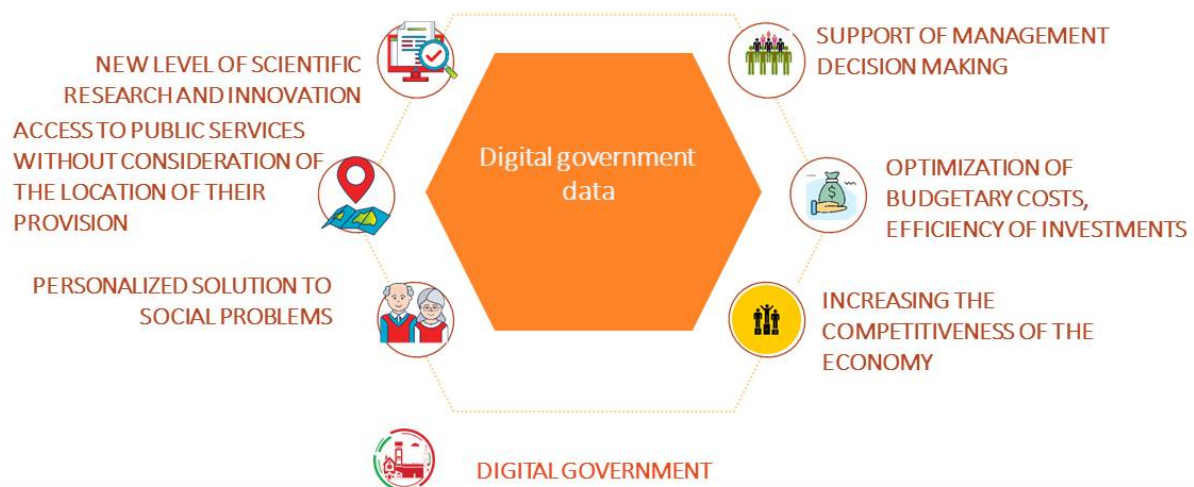 NEW LEVEL OF SCIENTIFIC
RESEARCH AND INNOVATION
ACCESS TO PUBLIC SERVICES
WITHOUT CONSIDERATION OF
THE LOCATION OF THEIR
PROVISION
PERSONALIZED SOLUTION TO
SOCIAL PROBLEMS
Digital government
data
SUPPORT OF MANAGEMENT
DECISION MAKING
OPTIMIZATION OF
BUDGETARY COSTS,
EFFICIENCY OF INVESTMENTS
INCREASING THE
COMPETITIVENESS OF THE
ECONOMY
DIGITAL GOVERNMENT